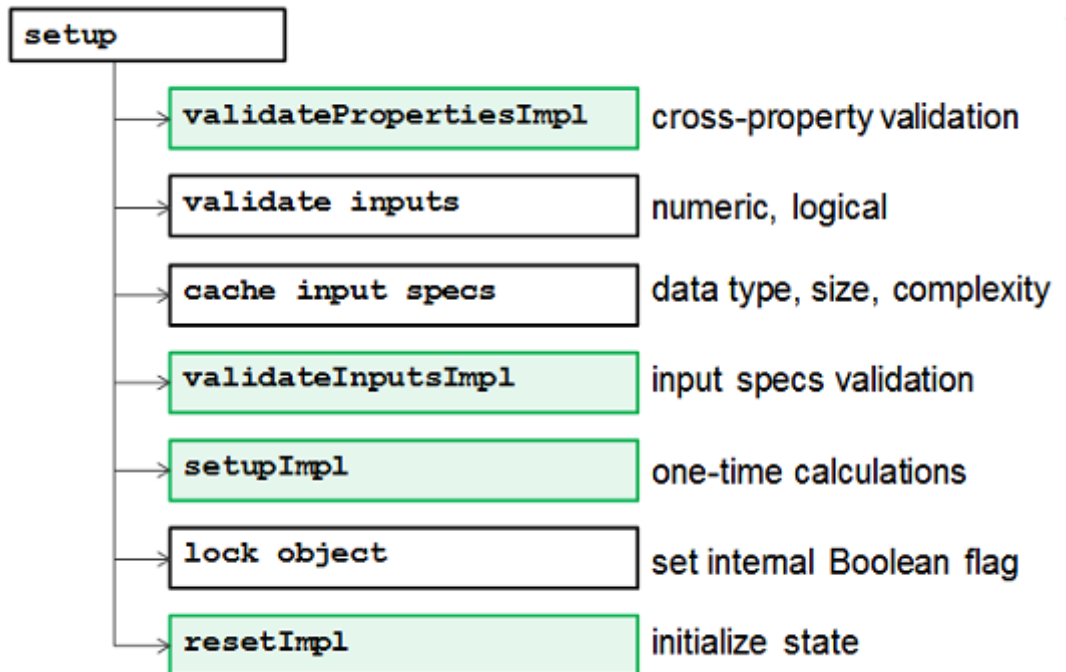 setup
validatePropertiesImpl cross-property validation
validate inputs numeric, logical
cache input specs data type, size, complexity
validateInputsImpl input specs validation
setupImpl one-time calculations
lock object set internal Boolean flag
resetImpl initialize state